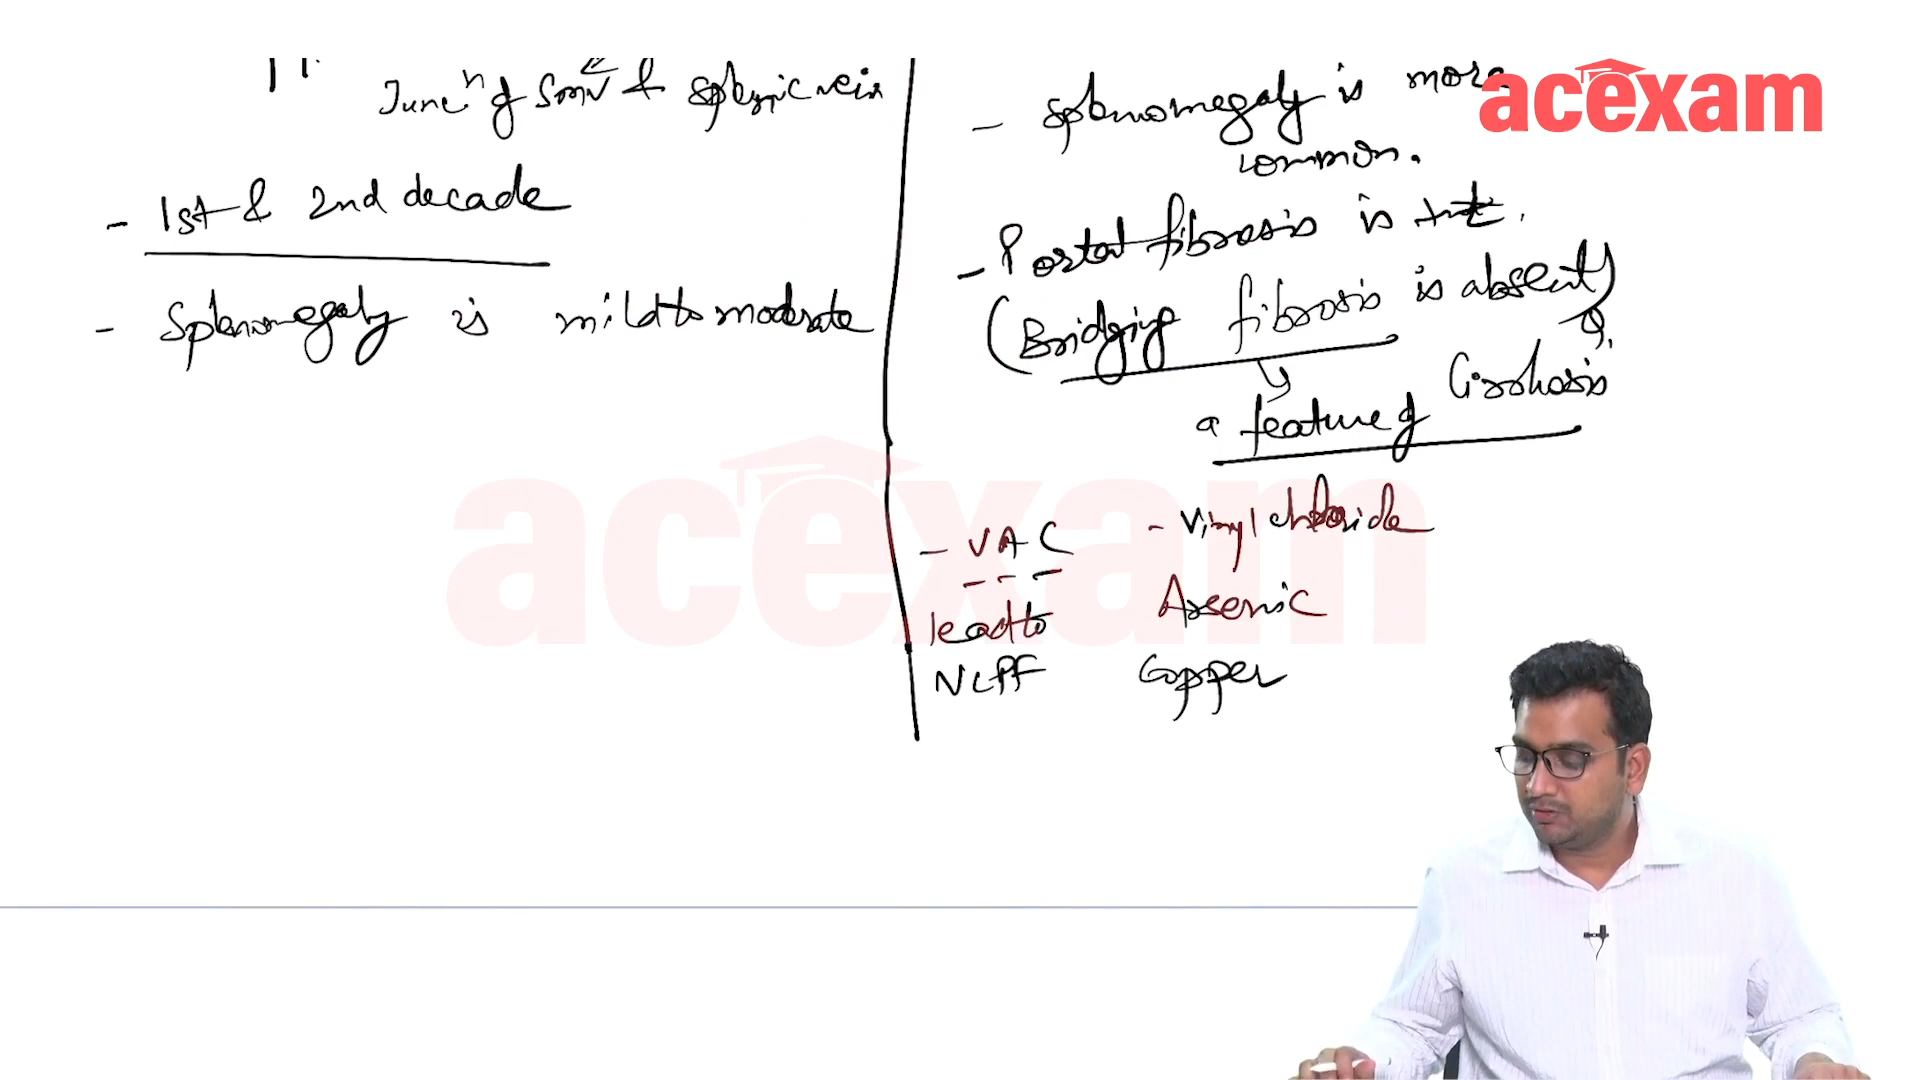 Junc n of SMV & splenic vein
- 1st & 2nd decade
- Splenomegaly is mild to moderate
- Splenomegaly is more
common.
- Portal fibrosis is +nt.
(Bridging fibrosis is absent)
a feature of Cirrhosis
- VAC
lead to
NCPF
- Vinyl chloride
Arsenic
Copper
acexam
acexam